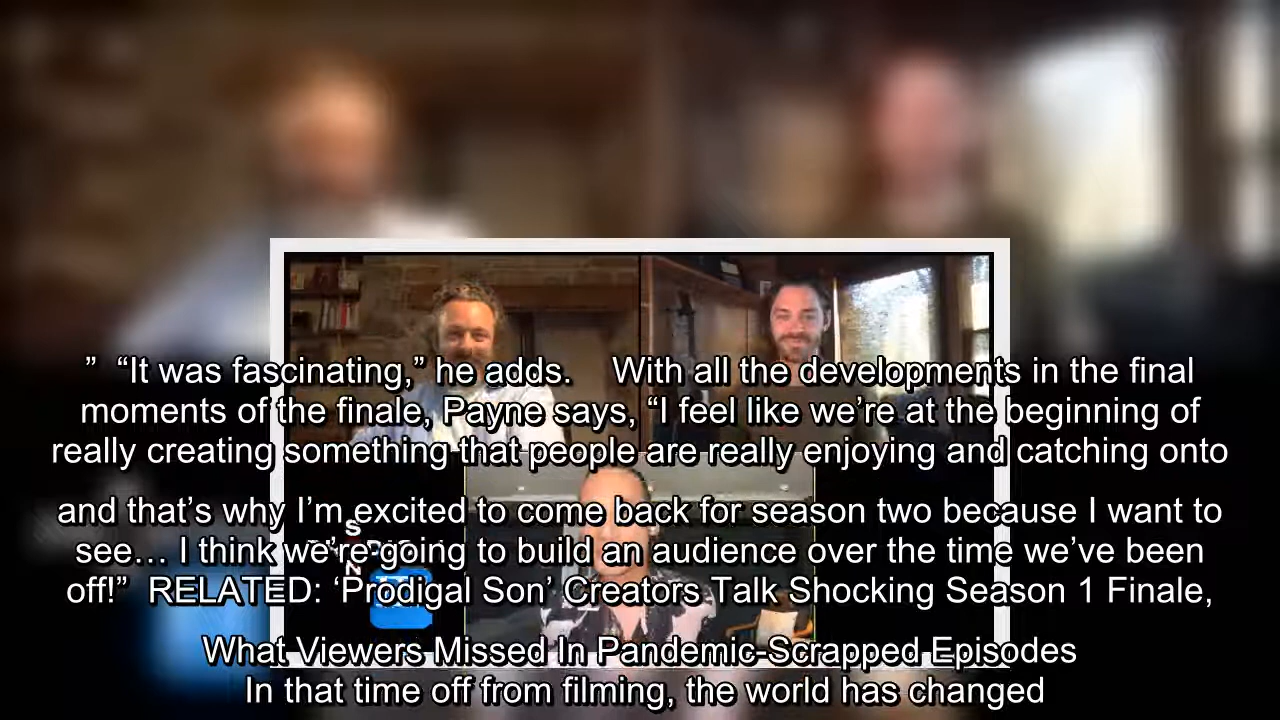 ” “It was fascinating,” he adds. With all the developments in the final
moments of the finale, Payne says, “I feel like we’re at the beginning of
really creating something that people are really enjoying and catching onto
and that’s why I’m excited to come back for season two because I want to
see… I think we’re going to build an audience over the time we’ve been
off!” RELATED: ‘Prodigal Son’ Creators Talk Shocking Season 1 Finale,
What Viewers Missed In Pandemic-Scrapped Episodes
In that time off from filming, the world has changed